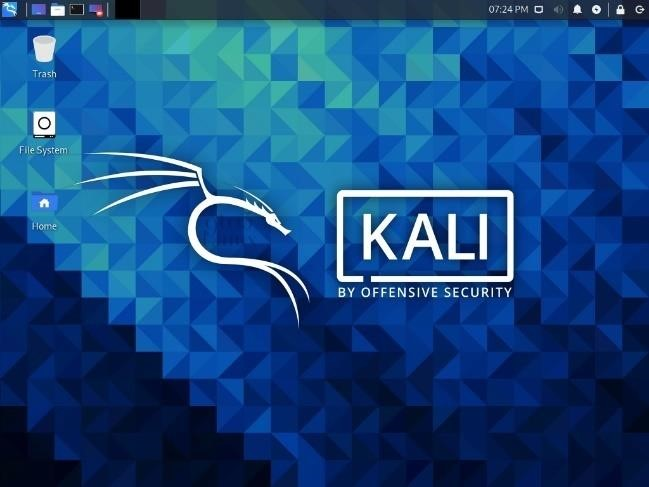 07:24 PM
Trash
File System
Home
KALI
BY OFFENSIVE SECURITY